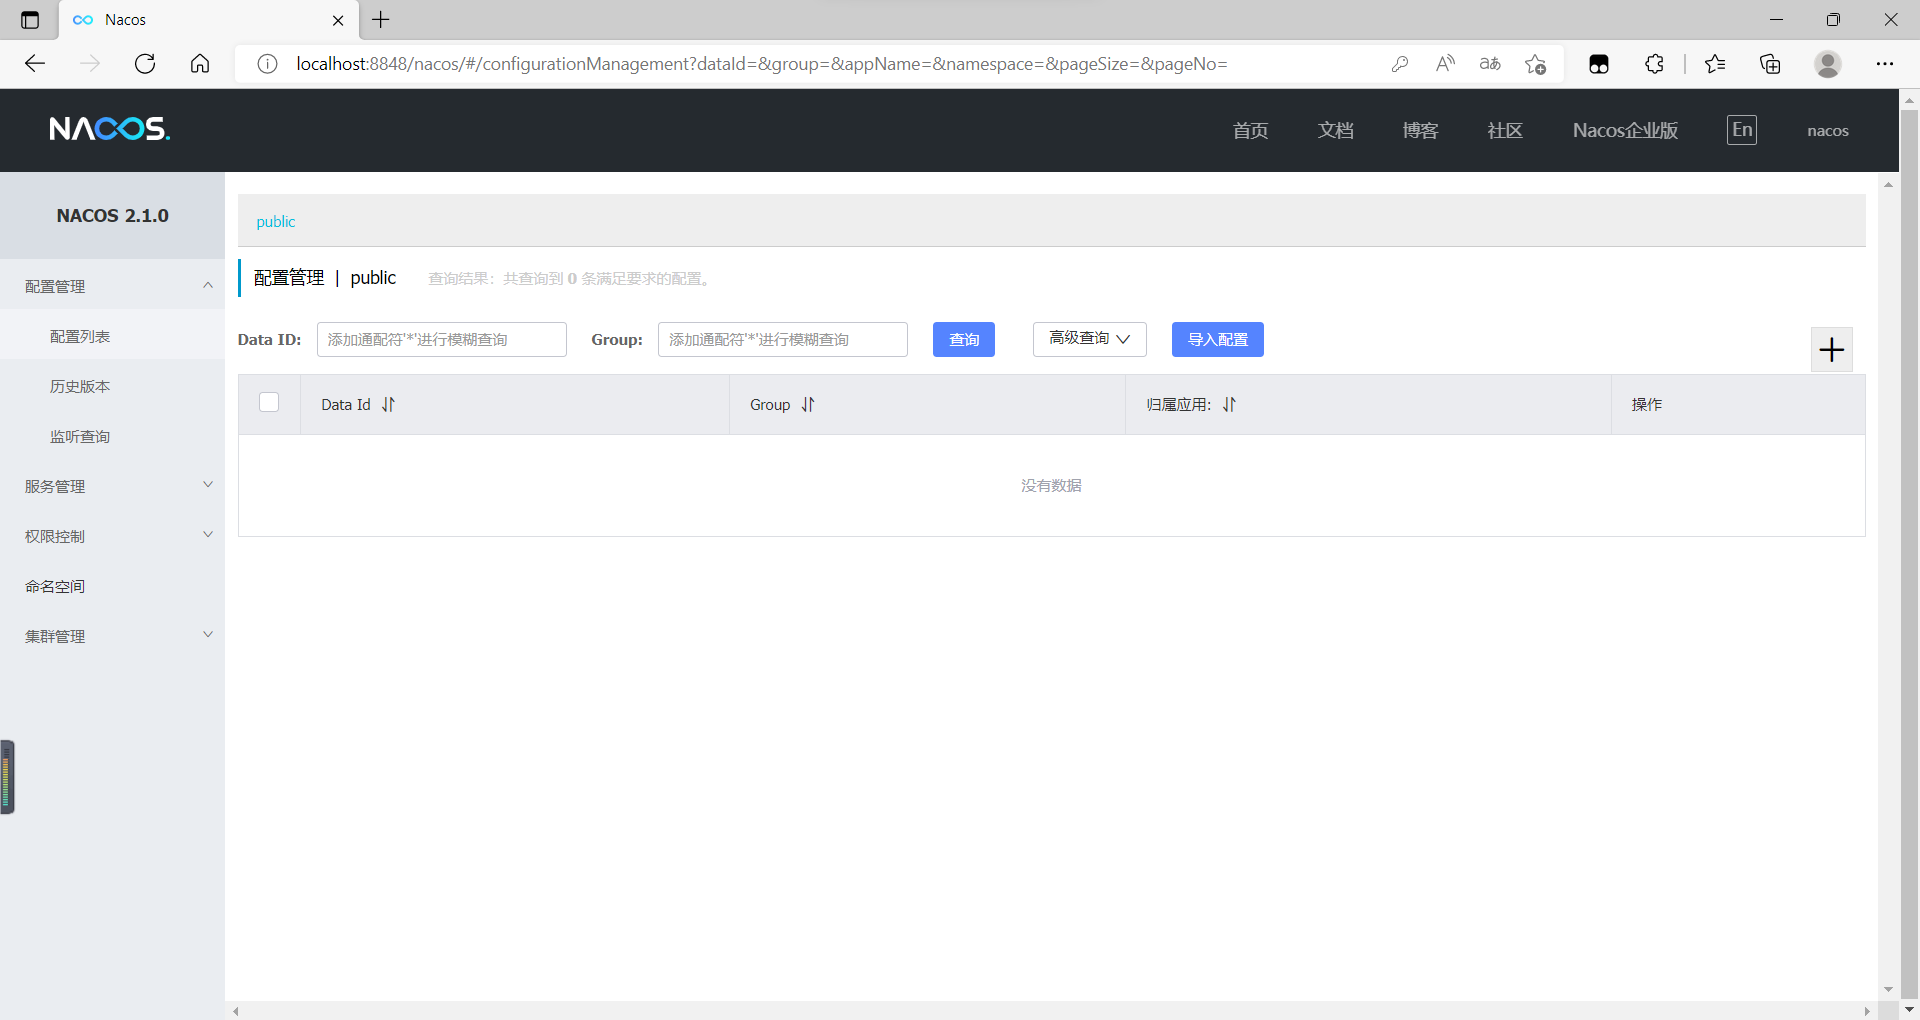 Nacos
localhost:8848/nacos/#/configurationManagement?dataId=&group=&appName=&namespace=&pageSize=&pageNo=
NACOS.
首页
文档
博客
社区
Nacos企业版
En
nacos
NACOS 2.1.0
配置管理
配置列表
历史版本
监听查询
服务管理
权限控制
命名空间
集群管理
public
配置管理 | public 查询结果：共查询到 0 条满足要求的配置。
Data ID: 添加通配符'*'进行模糊查询 Group: 添加通配符'*'进行模糊查询 查询 高级查询 导入配置
Data Id Group 归属应用: 操作
没有数据